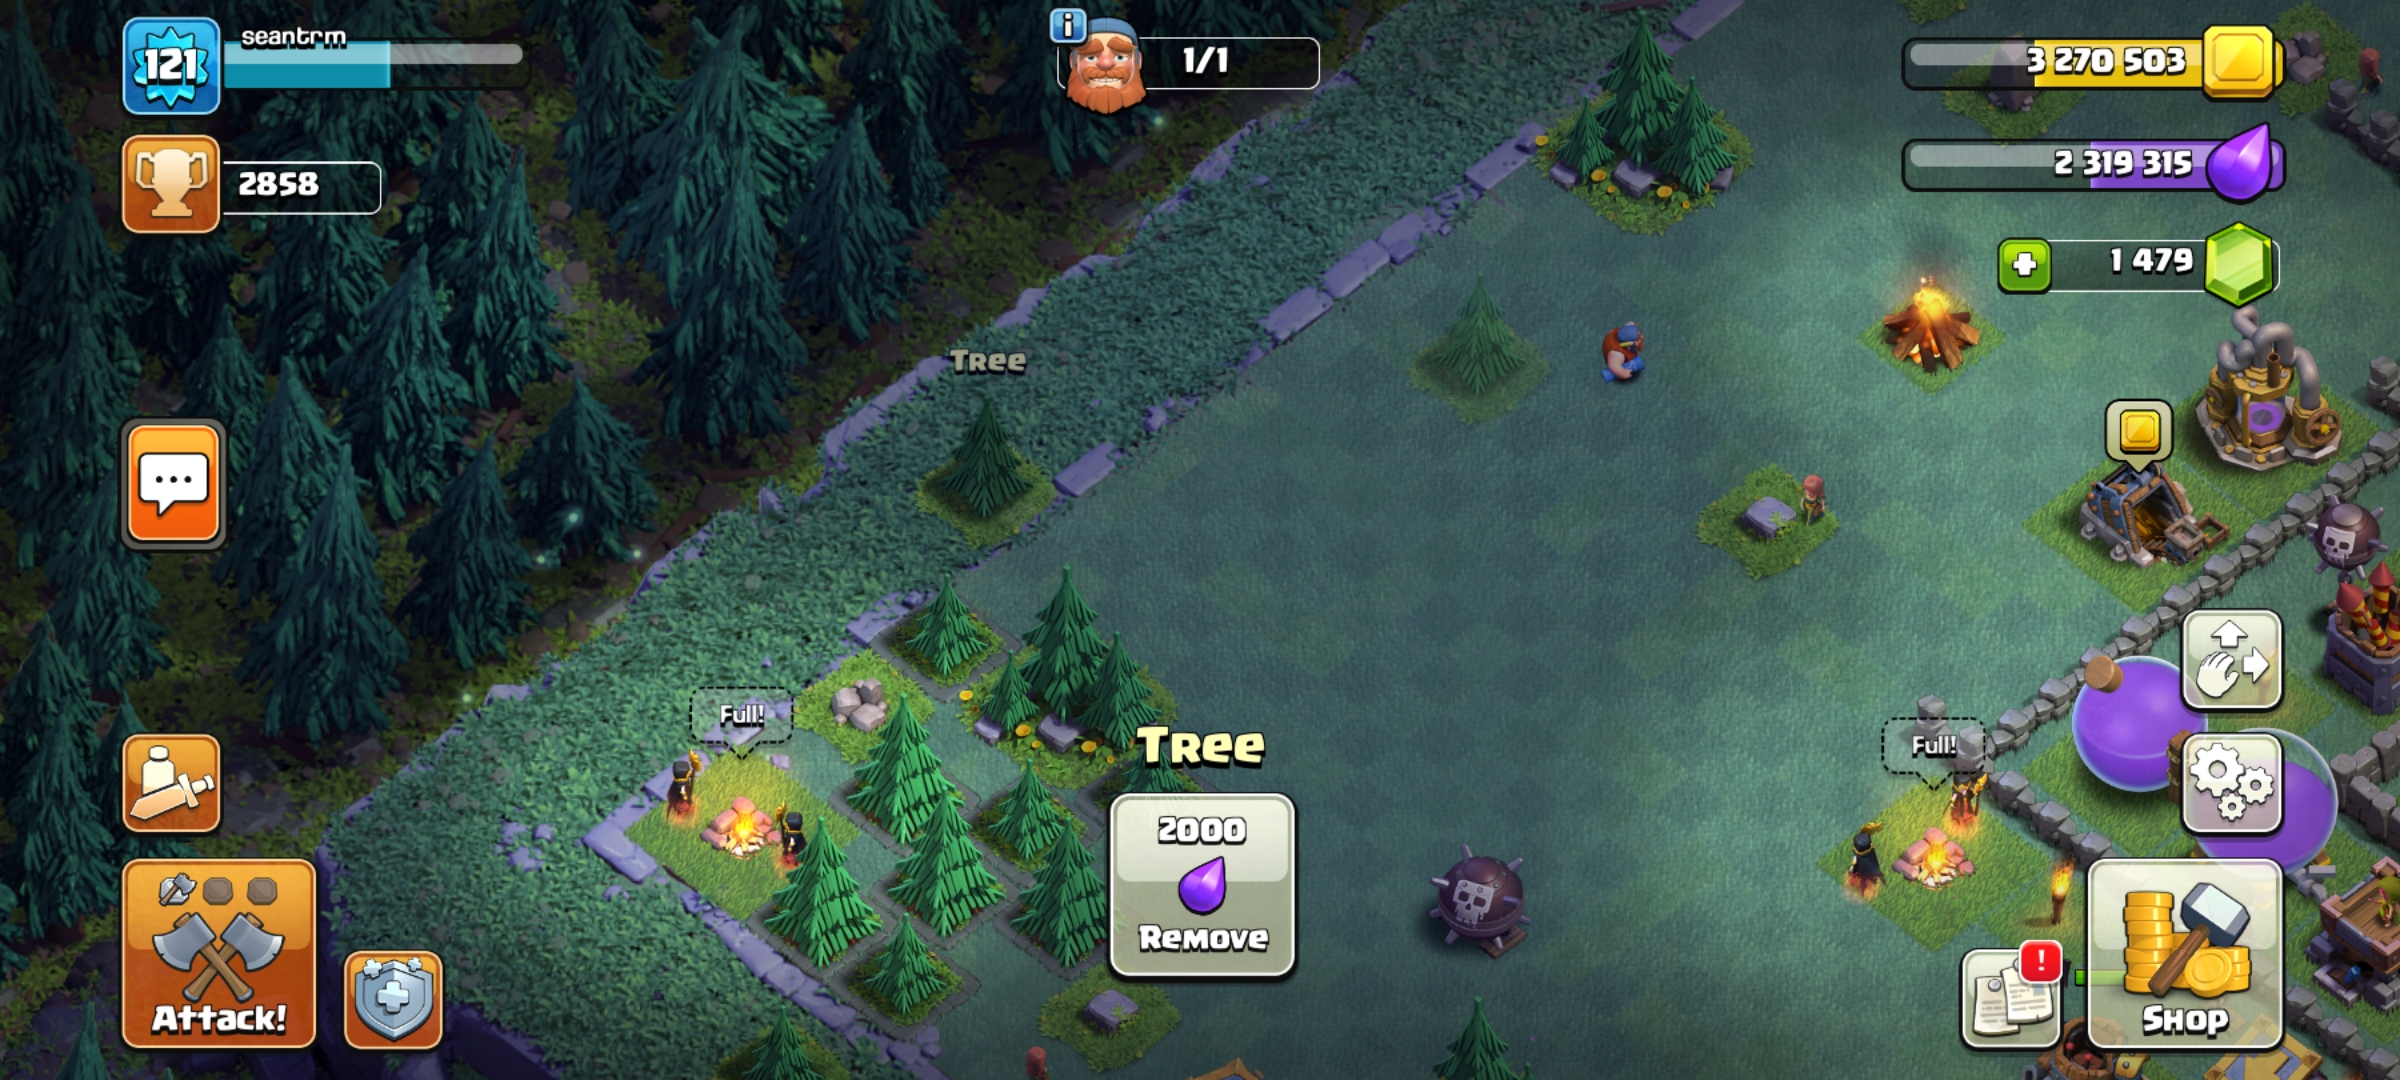 121
seantrm
i
1/1
3 270 503
2858
2 319 315
1 479
Tree
Full!
Tree
Full!
2000
Remove
!
Attack!
Shop